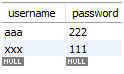 username password
aaa 222
xxx 111
NULL NULL